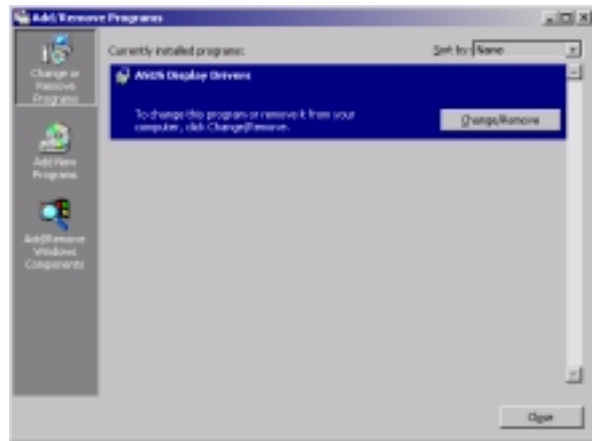 Add/Remove Programs
Change or
Remove
Programs
Currently installed programs:
Sort by: Name
ASUS Display Drivers
To change this program or remove it from your
computer, click Change/Remove.
Change/Remove
Add New
Programs
Add/Remove
Windows
Components
Close